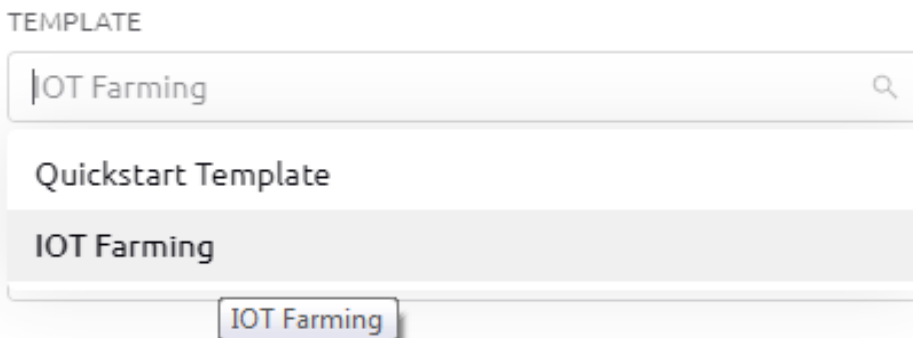 TEMPLATE
IOT Farming
Quickstart Template
IOT Farming
IOT Farming